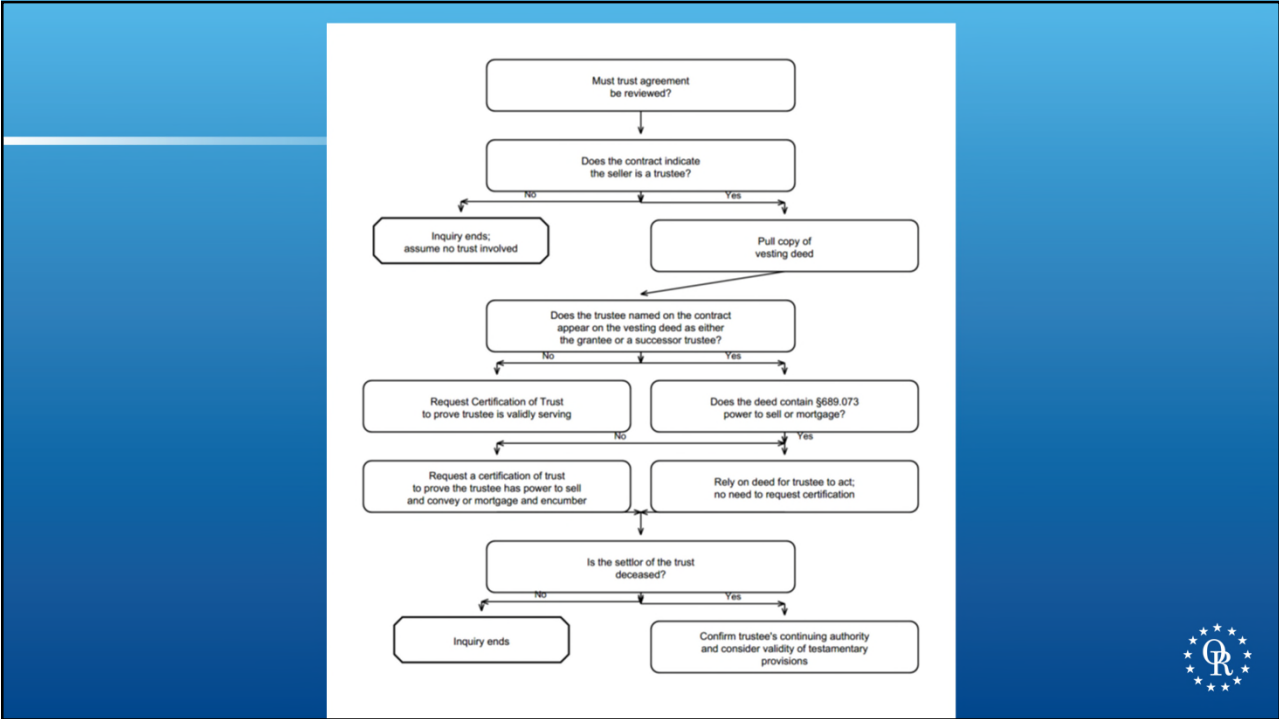 Must trust agreement
be reviewed?
Does the contract indicate
the seller is a trustee?
No
Yes
Inquiry ends;
assume no trust involved
Pull copy of
vesting deed
Does the trustee named on the contract
appear on the vesting deed as either
the grantee or a successor trustee?
No
Yes
Request Certification of Trust
to prove trustee is validly serving
Does the deed contain §689.073
power to sell or mortgage?
No
Yes
Request a certification of trust
to prove the trustee has power to sell
and convey or mortgage and encumber
Rely on deed for trustee to act;
no need to request certification
Is the settlor of the trust
deceased?
No
Yes
Inquiry ends
Confirm trustee's continuing authority
and consider validity of testamentary
provisions
OR